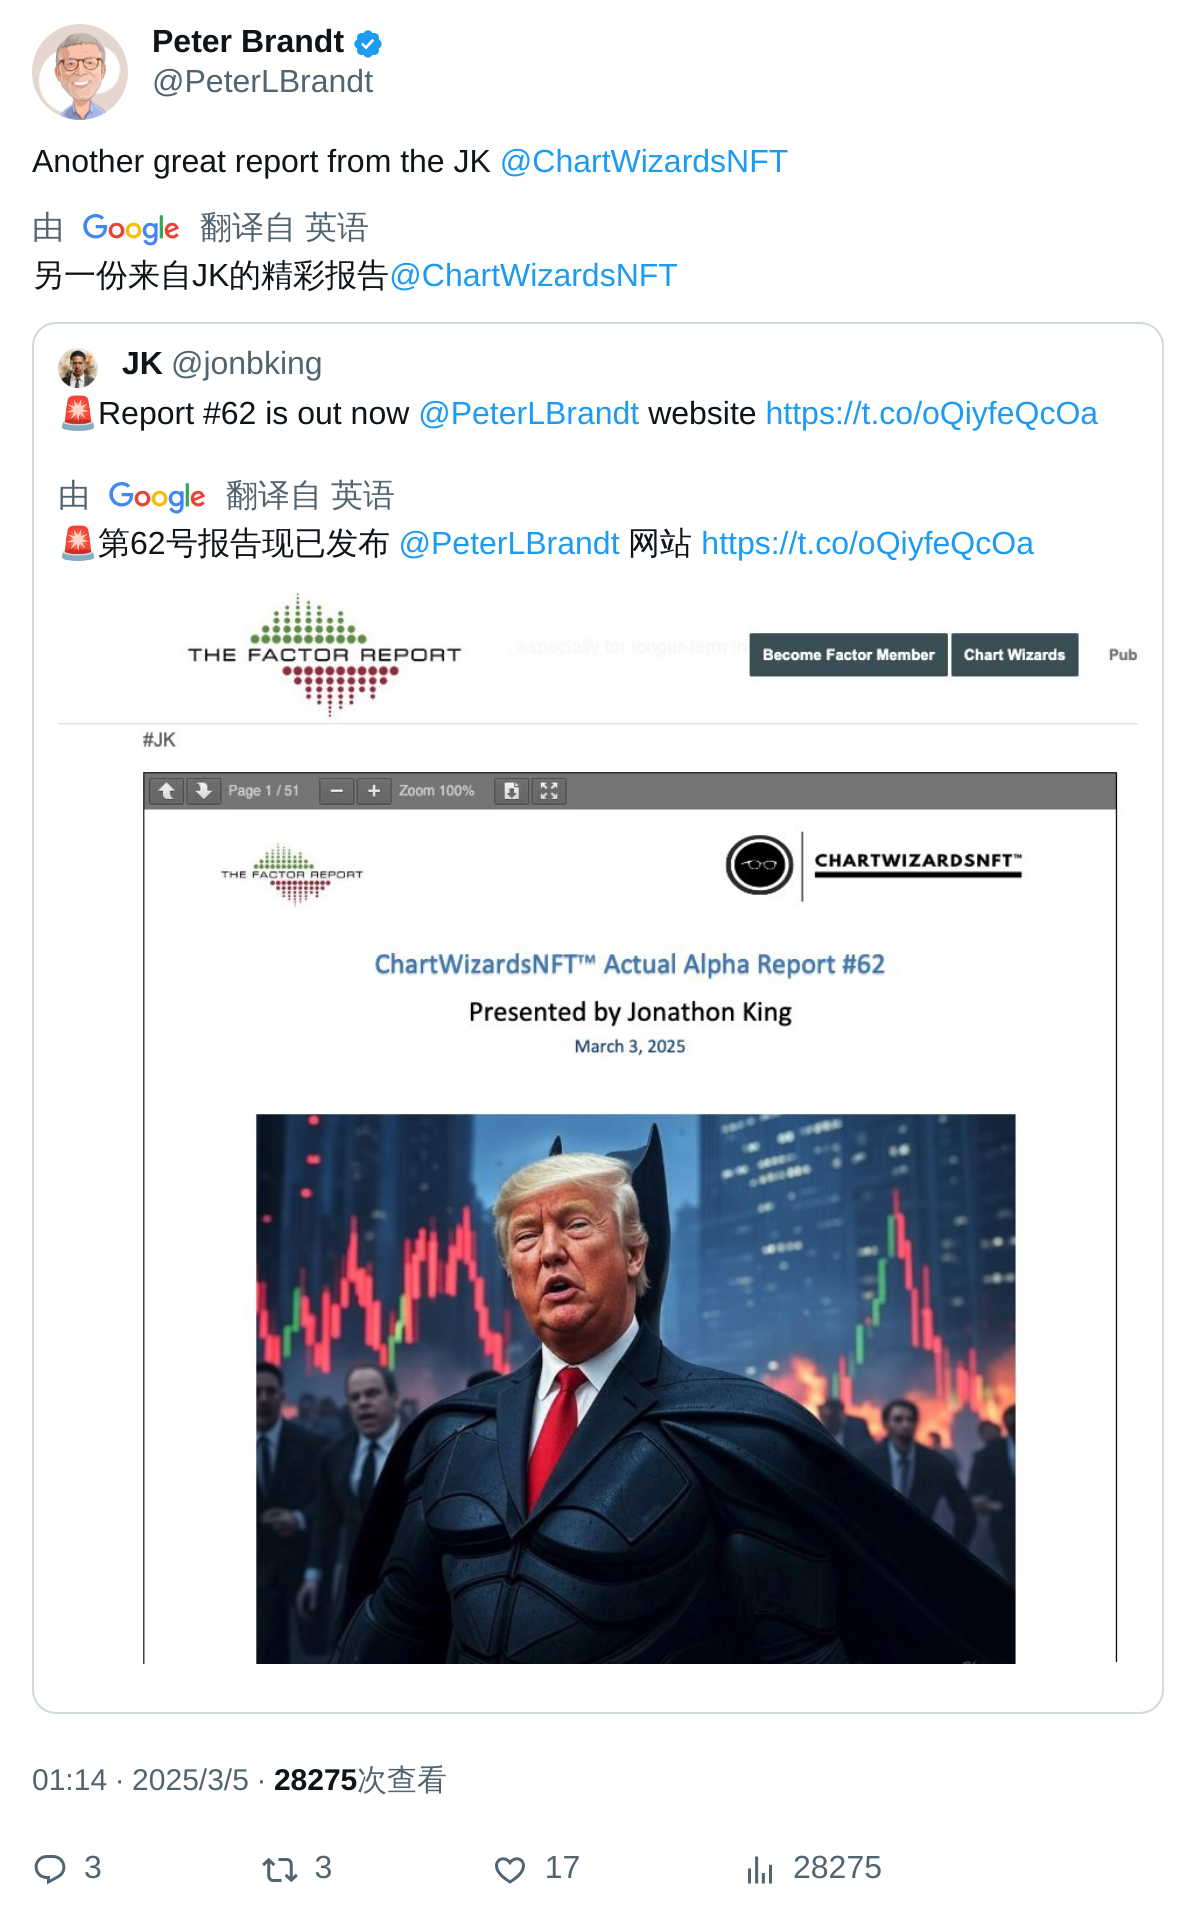 Peter Brandt
@PeterLBrandt
Another great report from the JK @ChartWizardsNFT
由 Google 翻译自 英语
另一份来自JK的精彩报告@ChartWizardsNFT
JK @jonbking
🚨Report #62 is out now @PeterLBrandt website https://t.co/oQiyfeQcOa
由 Google 翻译自 英语
🚨第62号报告现已发布 @PeterLBrandt 网站 https://t.co/oQiyfeQcOa
THE FACTOR REPORT
, especially for longer-term in
Become Factor Member
Chart Wizards
Pub
#JK
Page 1 / 51
Zoom 100%
THE FACTOR REPORT
CHARTWIZARDSNFT™
ChartWizardsNFT™ Actual Alpha Report #62
Presented by Jonathon King
March 3, 2025
01:14 · 2025/3/5 · 28275次查看
3
3
17
28275